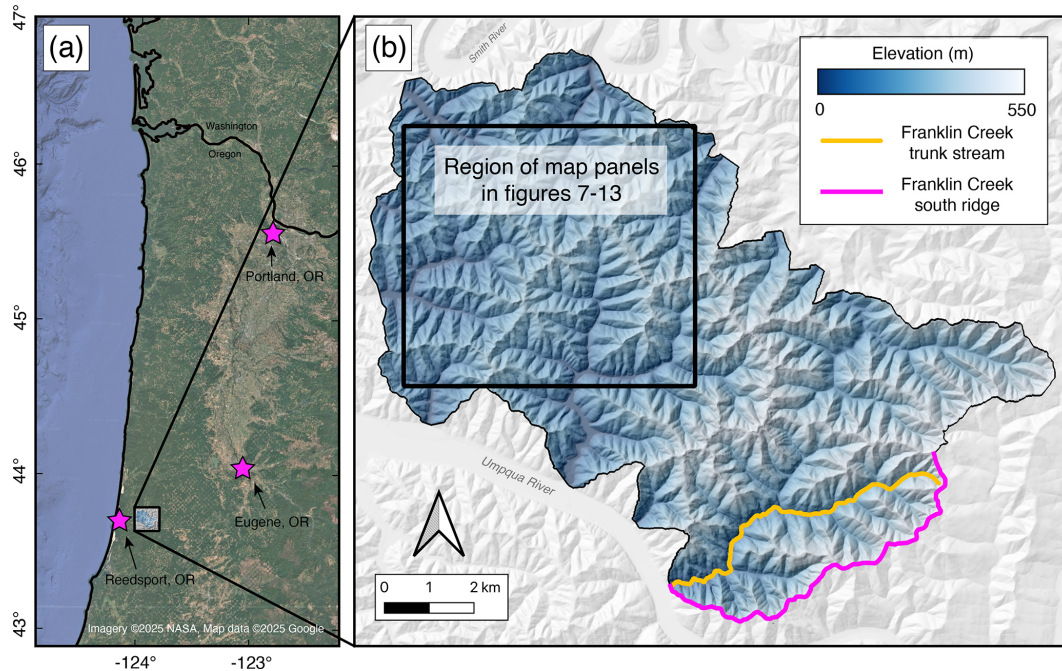 (a)
47°
46°
45°
44°
43°
-124°
-123°
Washington
Oregon
Portland, OR
Eugene, OR
Reedsport, OR
Imagery ©2025 NASA, Map data ©2025 Google
(b)
Smith River
Region of map panels
in figures 7-13
Umpqua River
0 1 2 km
Elevation (m)
0 550
Franklin Creek
trunk stream
Franklin Creek
south ridge